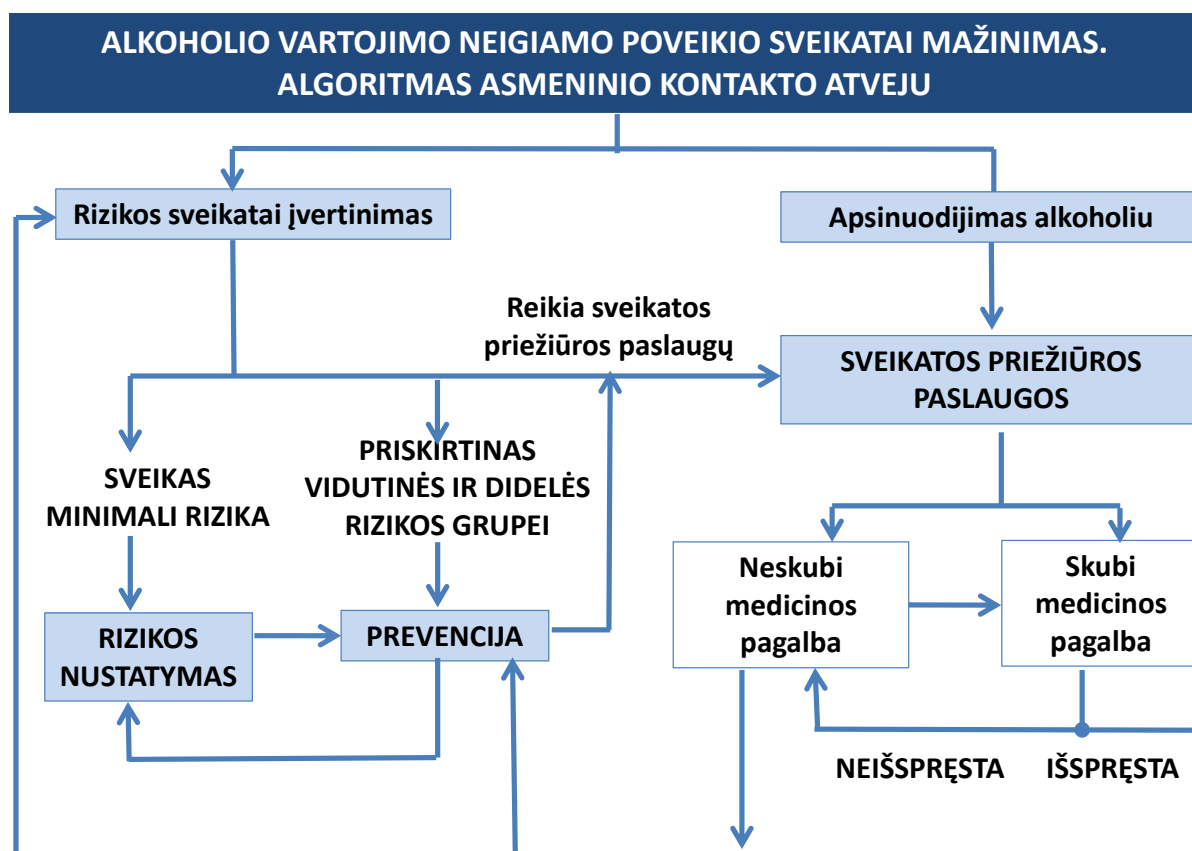 ALKOHOLIO VARTOJIMO NEIGIAMO POVEIKIO SVEIKATAI MAŽINIMAS.
ALGORITMAS ASMENINIO KONTAKTO ATVEJU
Rizikos sveikatai įvertinimas
Apsinuodijimas alkoholiu
Reikia sveikatos
priežiūros paslaugų
SVEIKATOS PRIEŽIŪROS
PASLAUGOS
SVEIKAS
MINIMALI RIZIKA
PRISKIRTINAS
VIDUTINĖS IR DIDELĖS
RIZIKOS GRUPEI
Neskubi
medicinos
pagalba
Skubi
medicinos
pagalba
RIZIKOS
NUSTATYMAS
PREVENCIJA
NEIŠSPRĘSTA
IŠSPRĘSTA